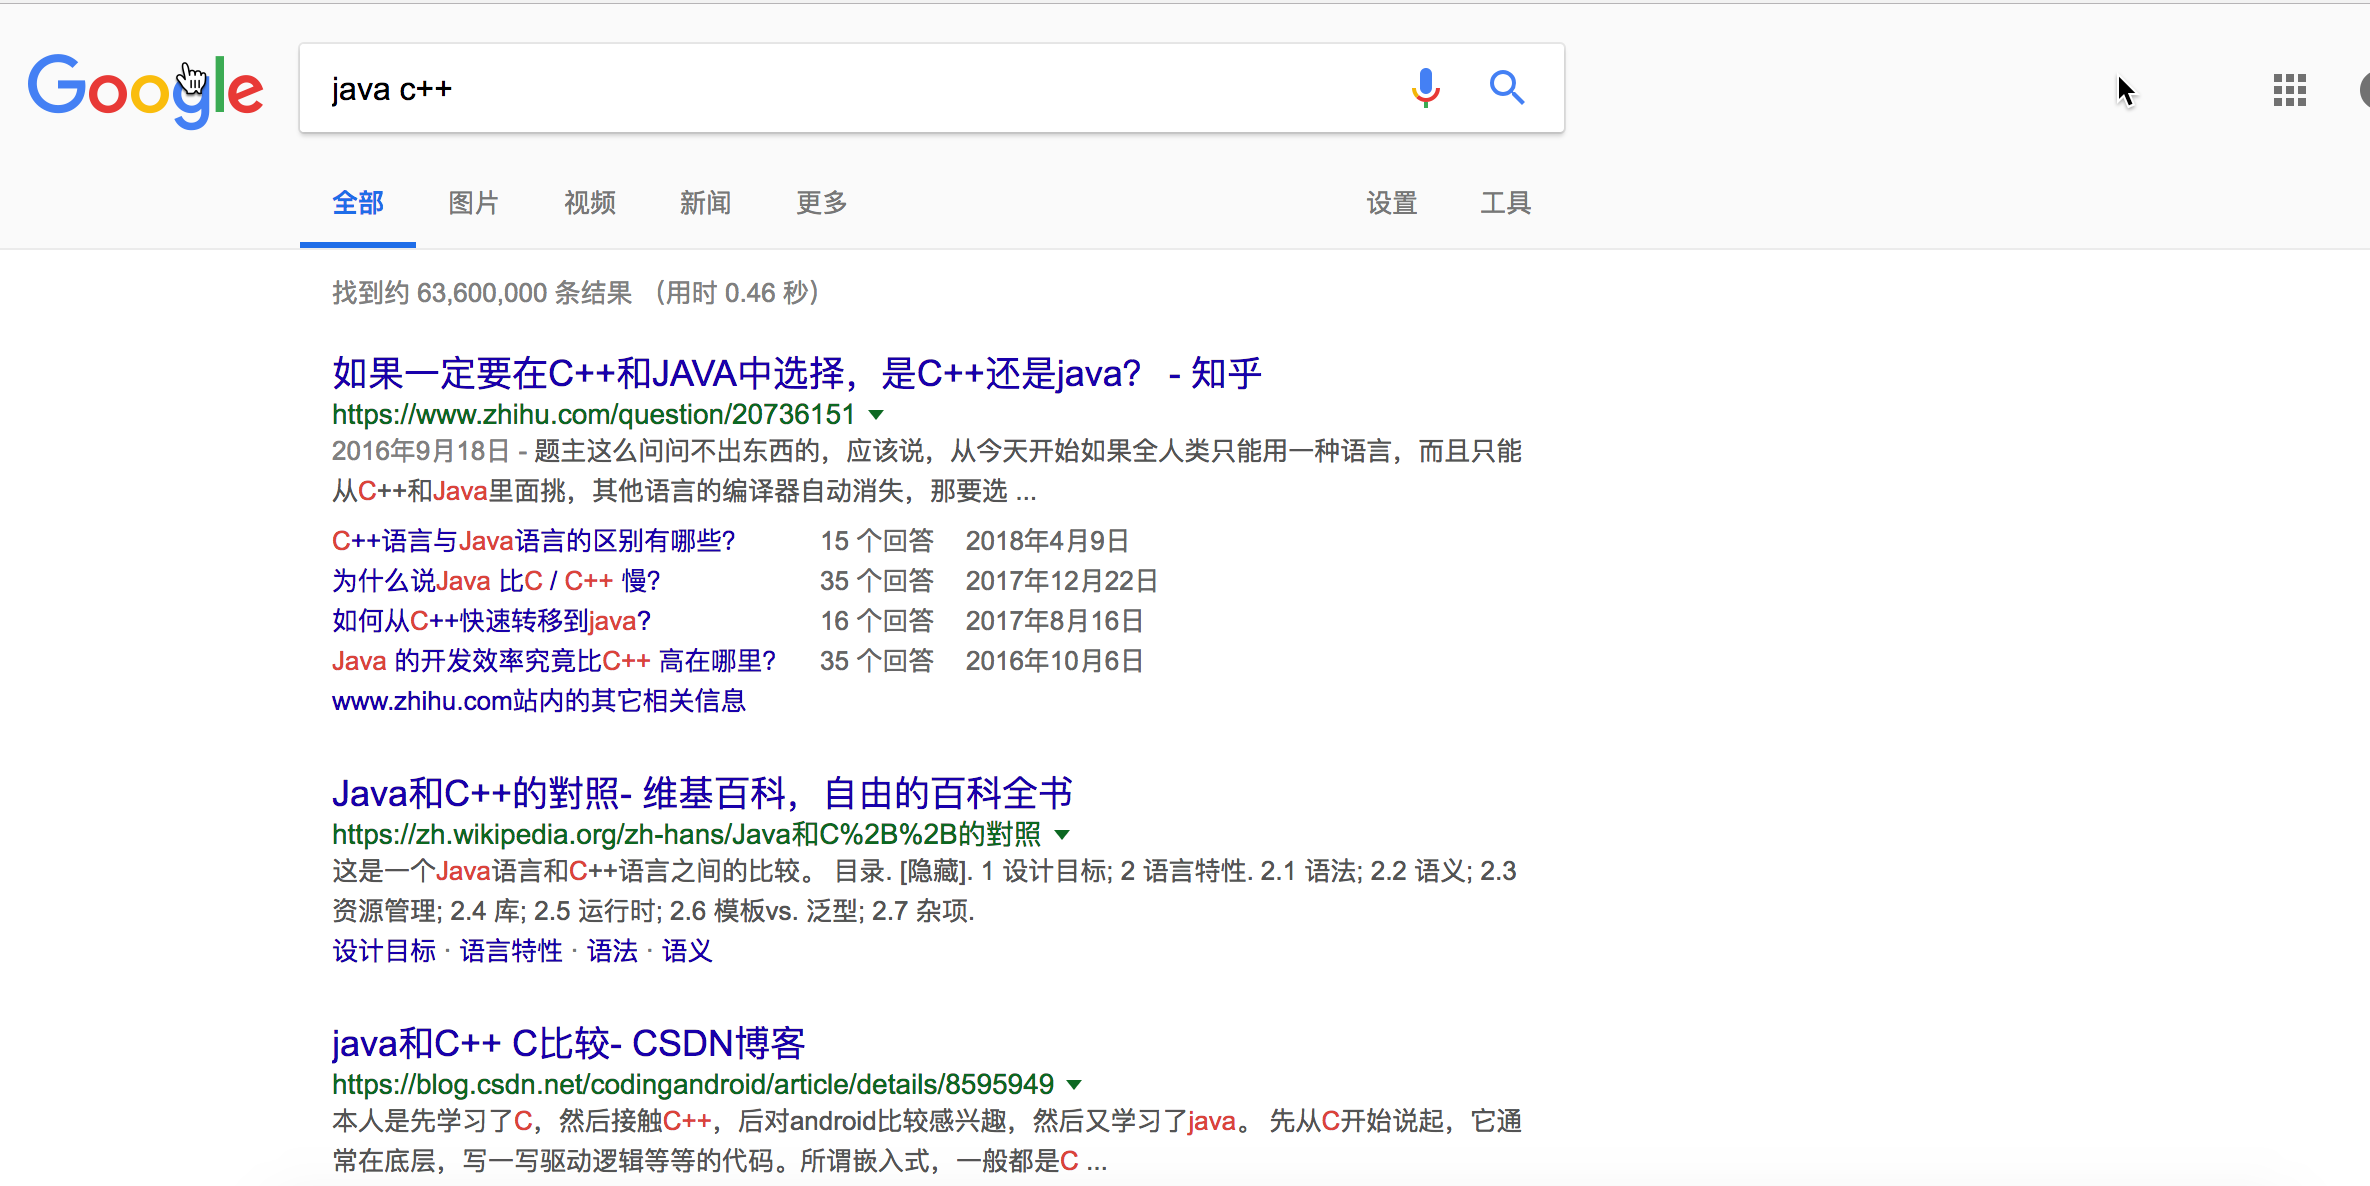 Google
java c++
全部 图片 视频 新闻 更多 设置 工具
找到约 63,600,000 条结果 （用时 0.46 秒）
如果一定要在C++和JAVA中选择，是C++还是java？ - 知乎
https://www.zhihu.com/question/20736151
2016年9月18日 - 题主这么问问不出东西的，应该说，从今天开始如果全人类只能用一种语言，而且只能
从C++和Java里面挑，其他语言的编译器自动消失，那要选 ...
C++语言与Java语言的区别有哪些? 15 个回答 2018年4月9日
为什么说Java 比C / C++ 慢? 35 个回答 2017年12月22日
如何从C++快速转移到java? 16 个回答 2017年8月16日
Java 的开发效率究竟比C++ 高在哪里? 35 个回答 2016年10月6日
www.zhihu.com站内的其它相关信息
Java和C++的對照- 维基百科，自由的百科全书
https://zh.wikipedia.org/zh-hans/Java和C%2B%2B的對照
这是一个Java语言和C++语言之间的比较。 目录. [隐藏]. 1 设计目标; 2 语言特性. 2.1 语法; 2.2 语义; 2.3
资源管理; 2.4 库; 2.5 运行时; 2.6 模板vs. 泛型; 2.7 杂项.
设计目标 · 语言特性 · 语法 · 语义
java和C++ C比较- CSDN博客
https://blog.csdn.net/codingandroid/article/details/8595949
本人是先学习了C，然后接触C++，后对android比较感兴趣，然后又学习了java。 先从C开始说起，它通
常在底层，写一写驱动逻辑等等的代码。所谓嵌入式，一般都是C ...